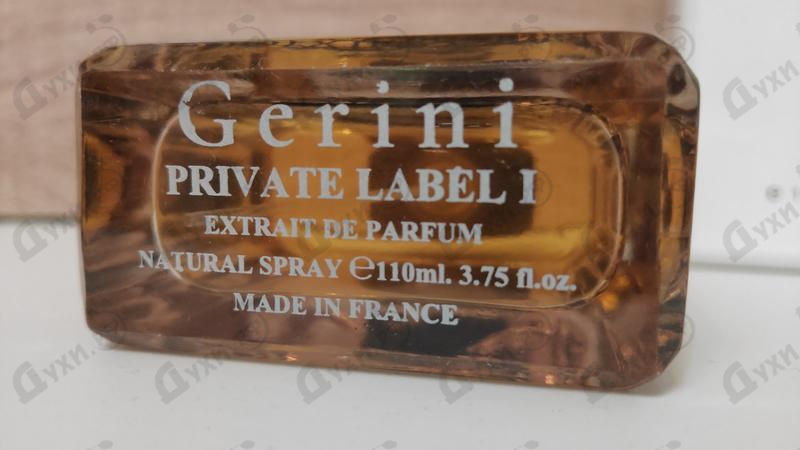 Gerini
PRIVATE LABEL I
EXTRAIT DE PARFUM
NATURAL SPRAY ℮110ml. 3.75 fl.oz.
MADE IN FRANCE